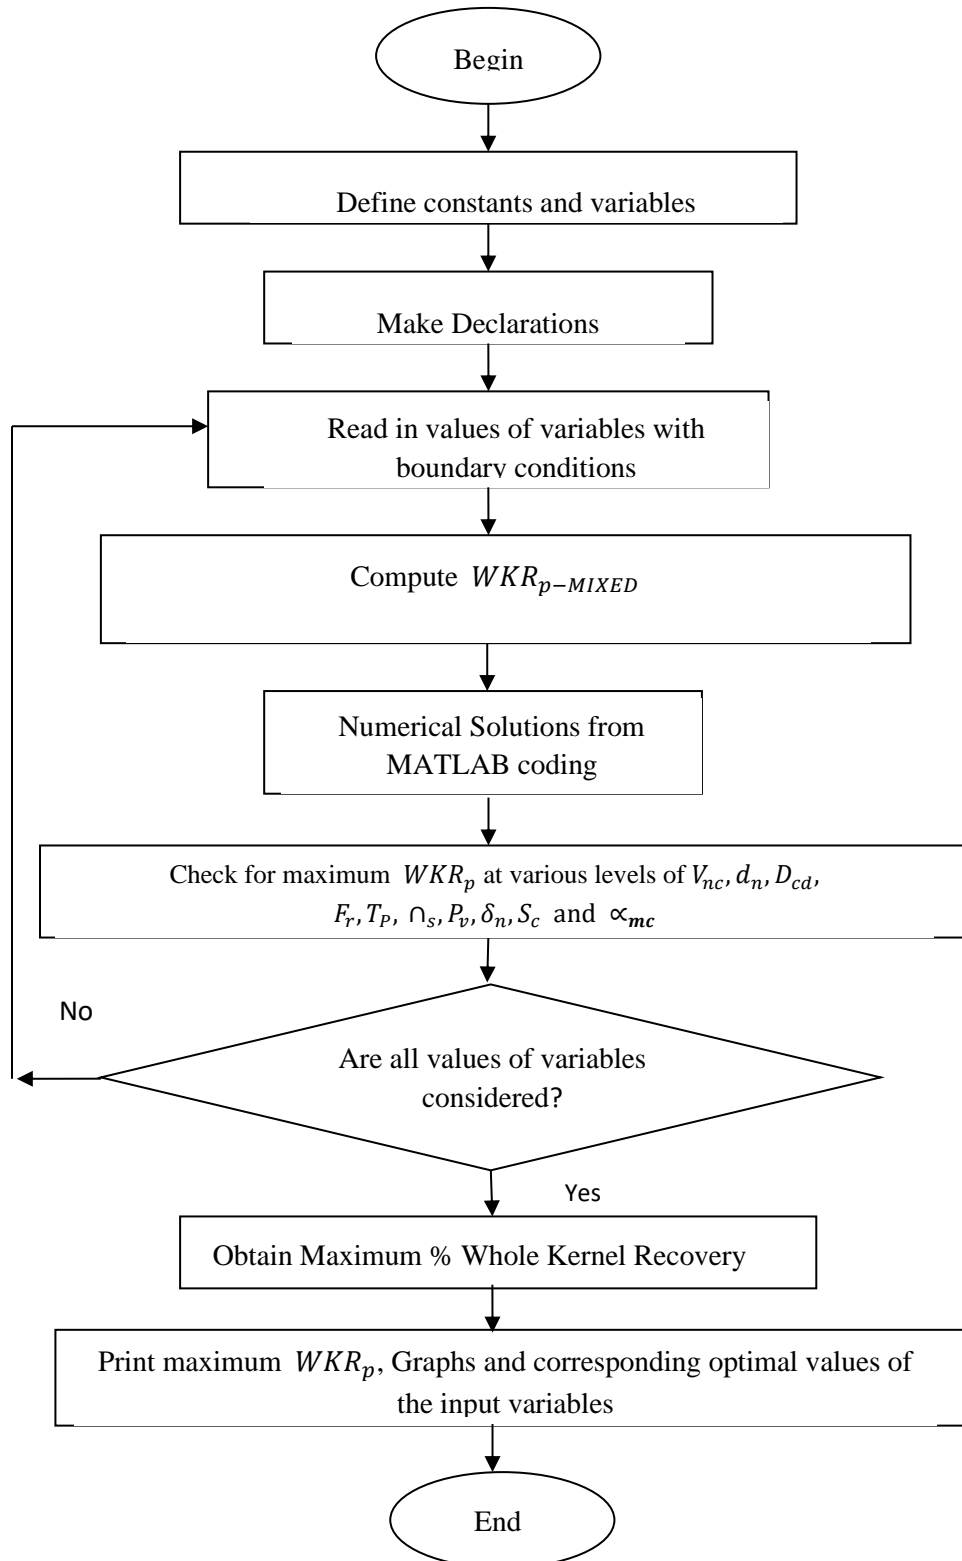 Begin
Define constants and variables
Make Declarations
Read in values of variables with
boundary conditions
Compute WKR_{p−MIXED}
Numerical Solutions from
MATLAB coding
Check for maximum WKR_p at various levels of V_{nc}, d_n, D_{cd},
F_r, T_P, ∩_s, P_v, δ_n, S_c and ∝_{mc}
No
Are all values of variables
considered?
Yes
Obtain Maximum % Whole Kernel Recovery
Print maximum WKR_p, Graphs and corresponding optimal values of
the input variables
End